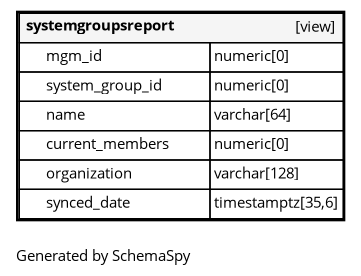 systemgroupsreport [view]
mgm_id numeric[0]
system_group_id numeric[0]
name varchar[64]
current_members numeric[0]
organization varchar[128]
synced_date timestamptz[35,6]
Generated by SchemaSpy